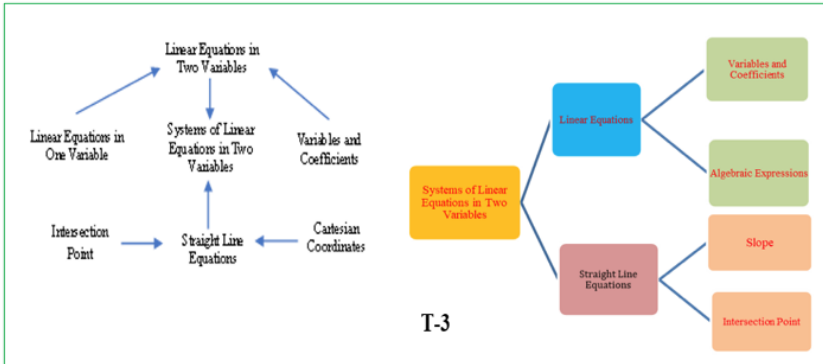 Linear Equations in
Two Variables
Linear Equations in
One Variable
Systems of Linear
Equations in Two
Variables
Variables and
Coefficients
Intersection
Point
Straight Line
Equations
Cartesian
Coordinates
Systems of Linear
Equations in Two
Variables
Linear Equations
Variables and
Coefficients
Algebraic Expressions
Straight Line
Equations
Slope
Intersection Point
T-3